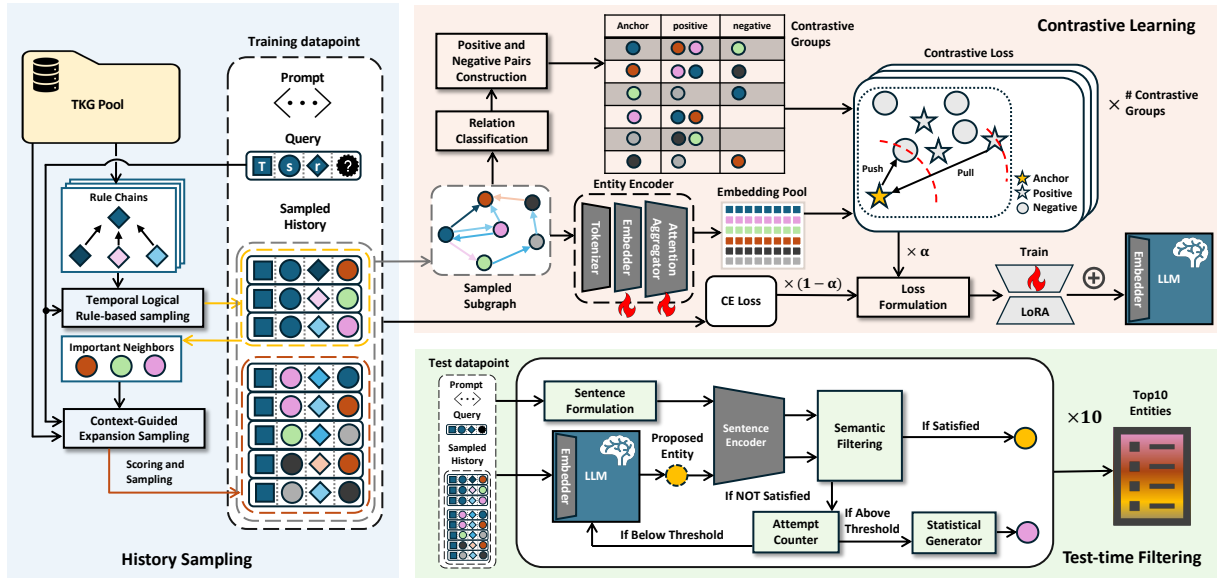 TKG Pool
Rule Chains
Temporal Logical
Rule-based sampling
Important Neighbors
Context-Guided
Expansion Sampling
Scoring and
Sampling
History Sampling
Training datapoint
Prompt
<···>
Query
T s r ?
Sampled
History
Contrastive Learning
Positive and
Negative Pairs
Construction
Relation
Classification
Anchor positive negative
Contrastive
Groups
Sampled
Subgraph
Entity Encoder
Tokenizer
Embedder
Attention
Aggregator
Embedding Pool
Contrastive Loss
Push
Pull
Anchor
Positive
Negative
× # Contrastive
Groups
CE Loss
× (1 − α)
× α
Loss
Formulation
Train
LoRA
Embedder
LLM
Test datapoint
Prompt
<···>
Query
Sampled
History
Sentence
Formulation
Embedder
LLM
Proposed
Entity
Sentence
Encoder
Semantic
Filtering
If Satisfied
If NOT Satisfied
Attempt
Counter
If Below Threshold
If Above
Threshold
Statistical
Generator
×10
Top10
Entities
Test-time Filtering